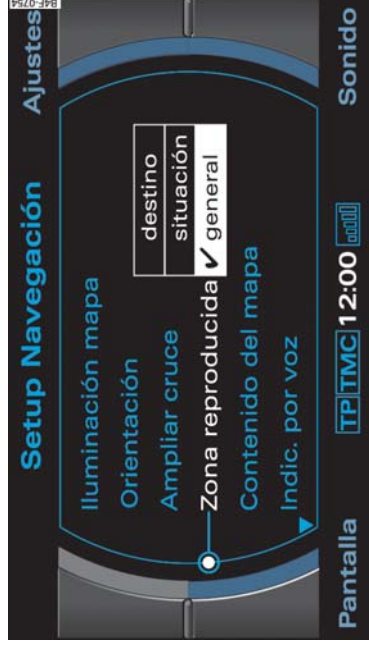 B4F-0754
Setup Navegación
Ajustes
Iluminación mapa
Orientación
Ampliar cruce
Zona reproducida
destino
situación
✔ general
Contenido del mapa
Indic. por voz
Pantalla
TP TMC 12:00
Sonido